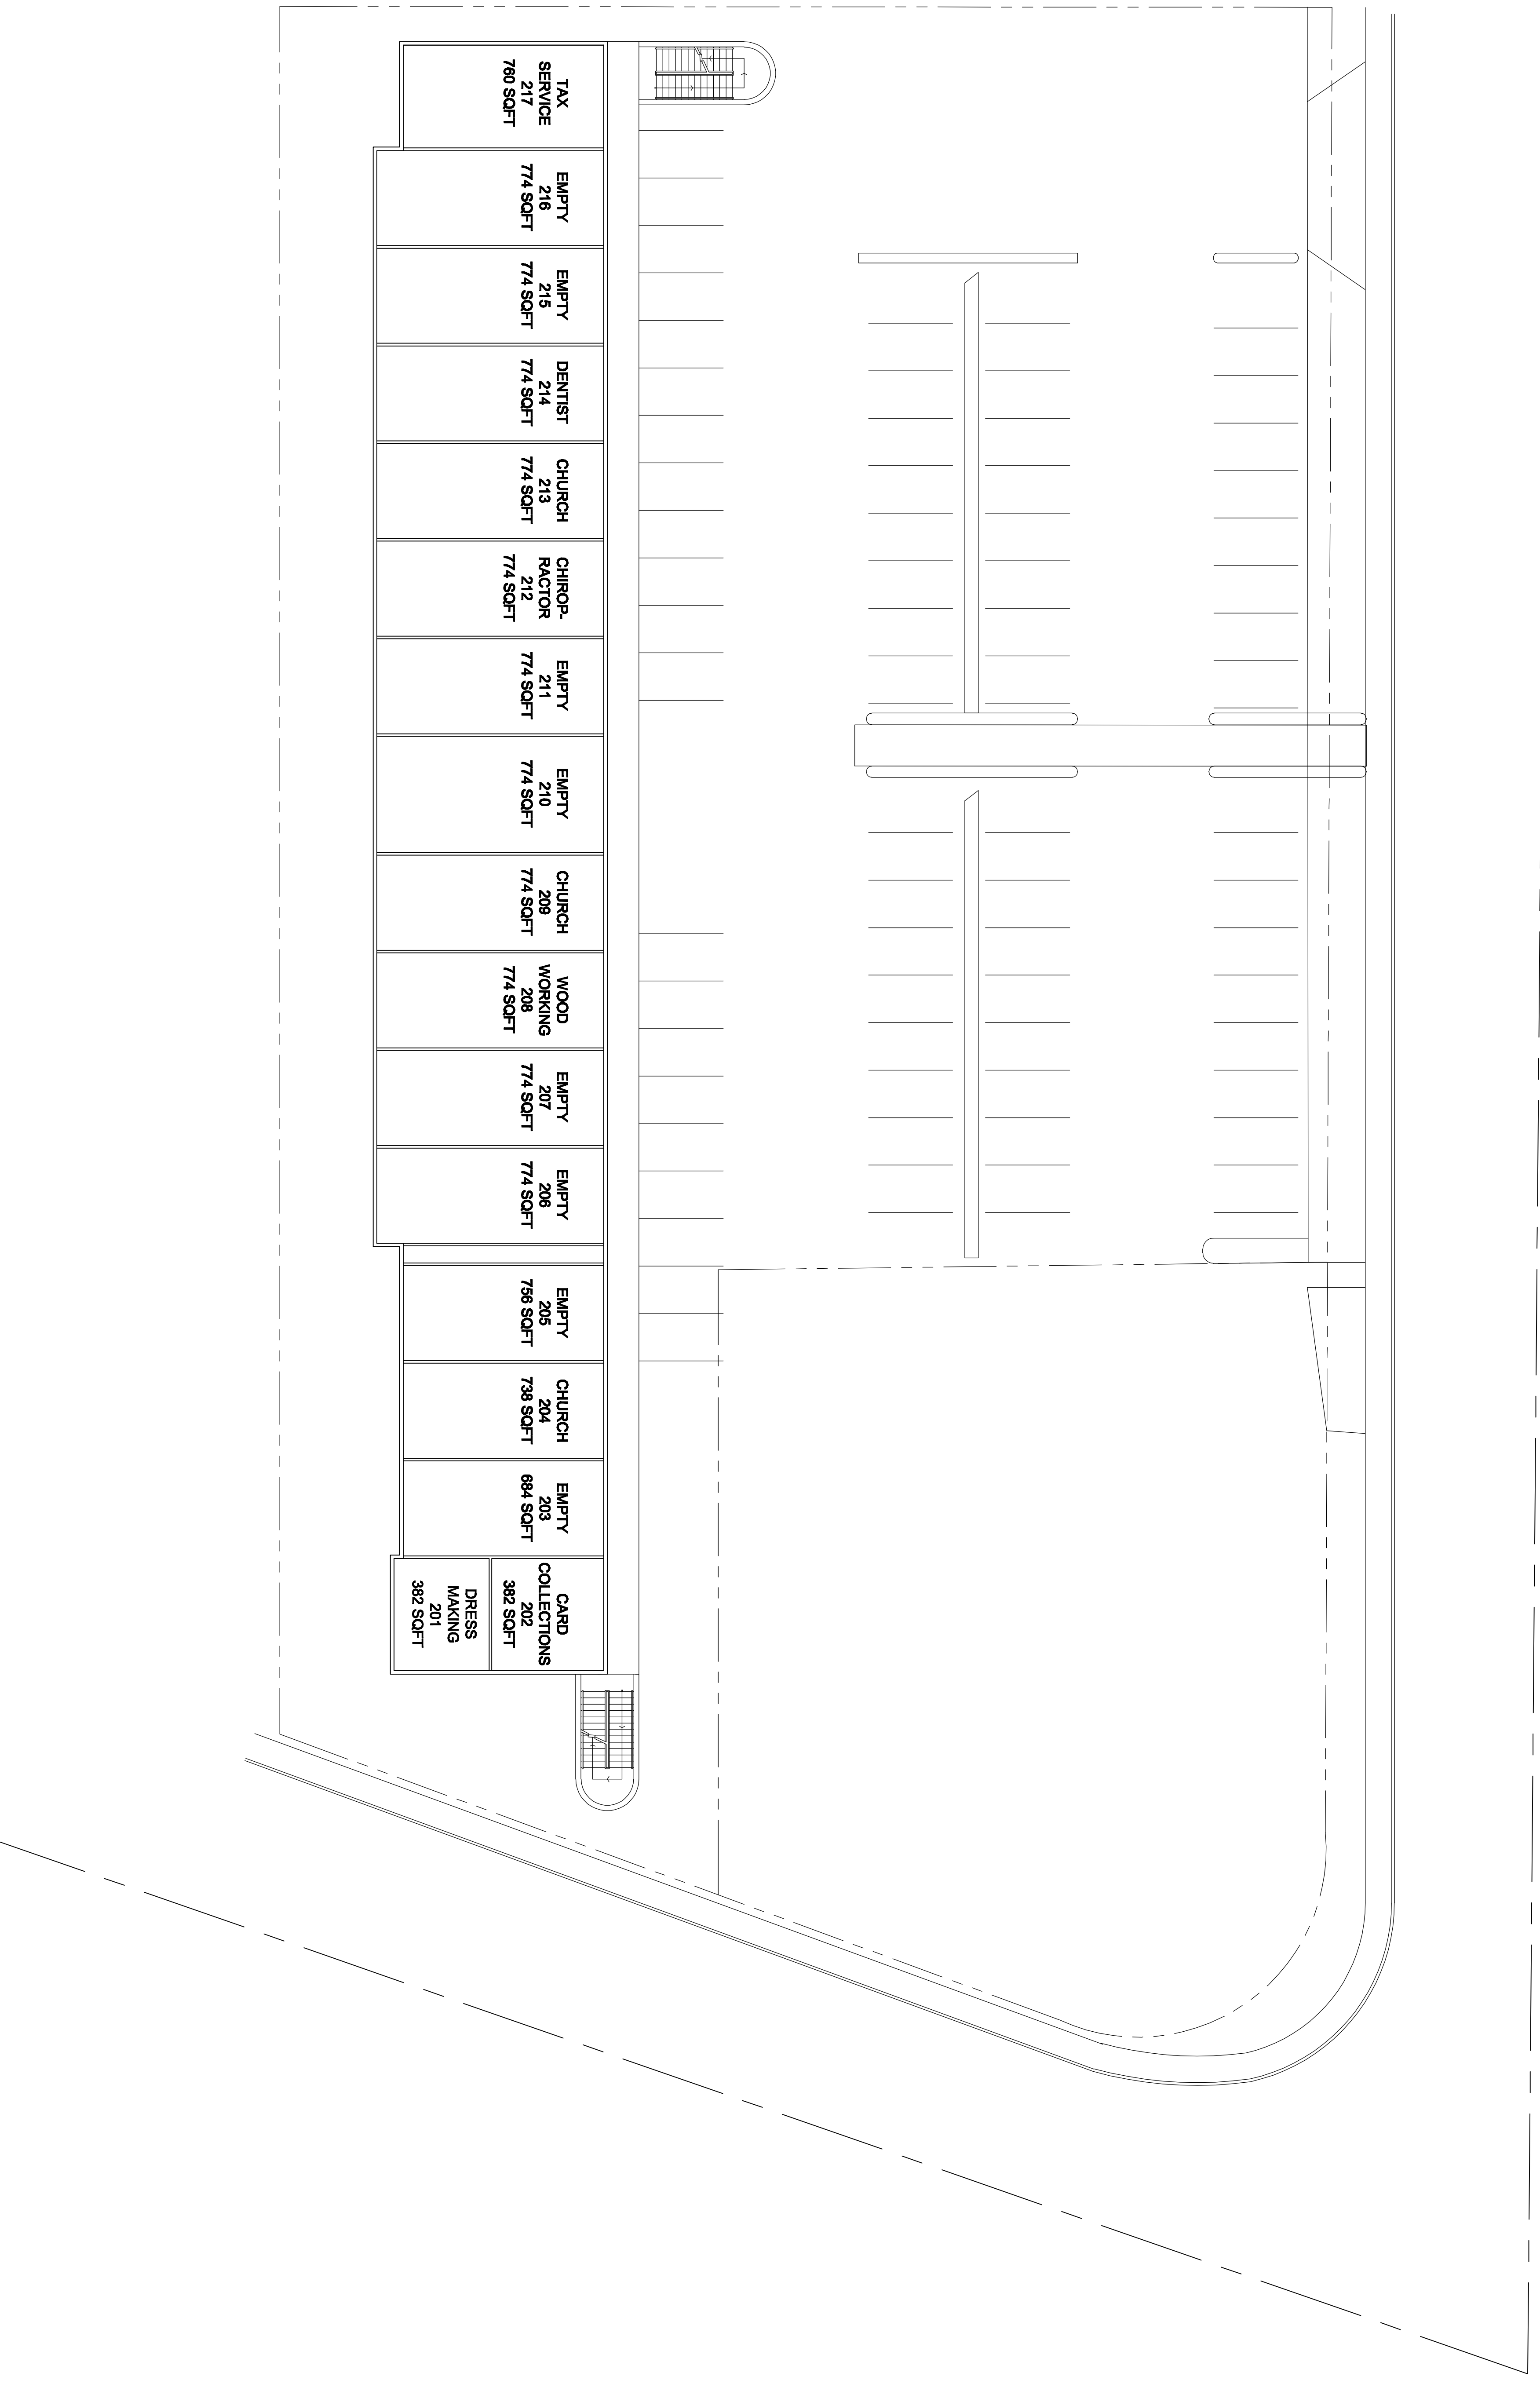 TAX
SERVICE
217
760 SQFT
EMPTY
216
774 SQFT
EMPTY
215
774 SQFT
DENTIST
214
774 SQFT
CHURCH
213
774 SQFT
CHIROP-
RACTOR
212
774 SQFT
EMPTY
211
774 SQFT
EMPTY
210
774 SQFT
CHURCH
209
774 SQFT
WOOD
WORKING
208
774 SQFT
EMPTY
207
774 SQFT
EMPTY
206
774 SQFT
EMPTY
205
756 SQFT
CHURCH
204
738 SQFT
EMPTY
203
684 SQFT
CARD
COLLECTIONS
202
382 SQFT
DRESS
MAKING
201
382 SQFT